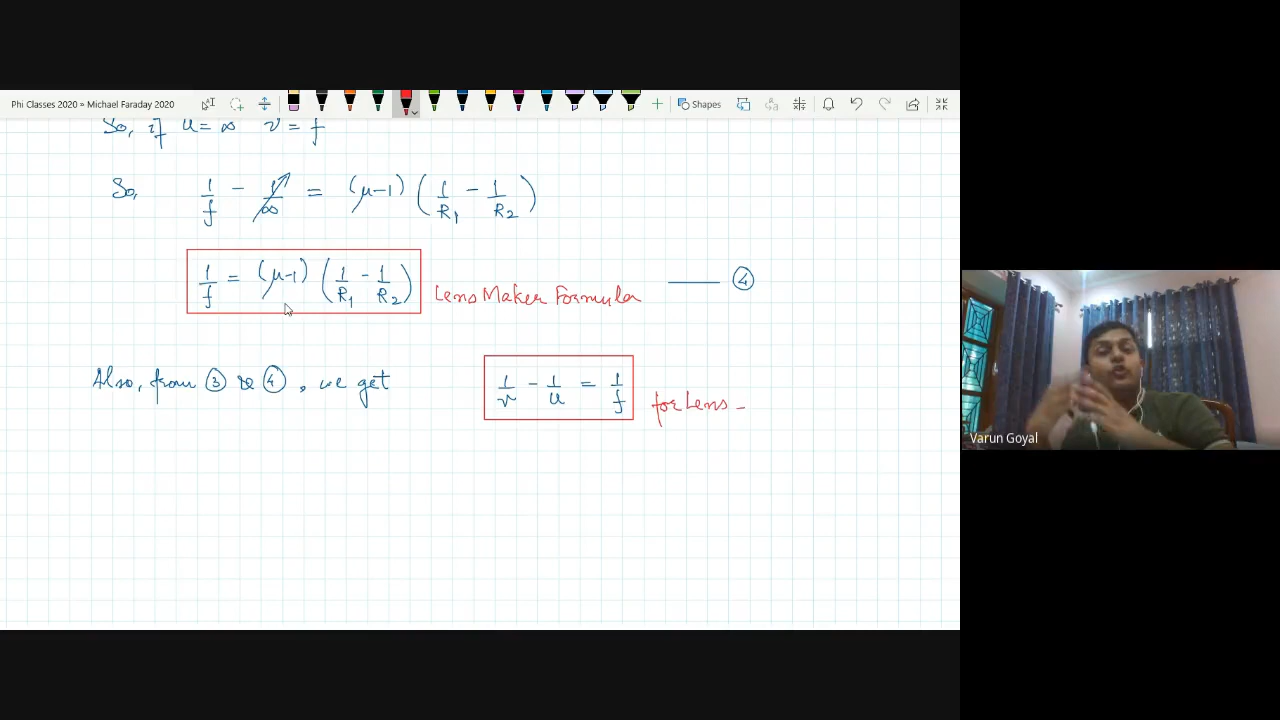 Phi Classes 2020 » Michael Faraday 2020
Shapes
So, if u = ∞ v = f
So, 1/f - 1/∞ = (μ-1) (1/R₁ - 1/R₂)
1/f = (μ-1) (1/R₁ - 1/R₂) Lens Maker Formula —— ④
Also, from ③ & ④, we get 1/v - 1/u = 1/f for Lens -
Varun Goyal